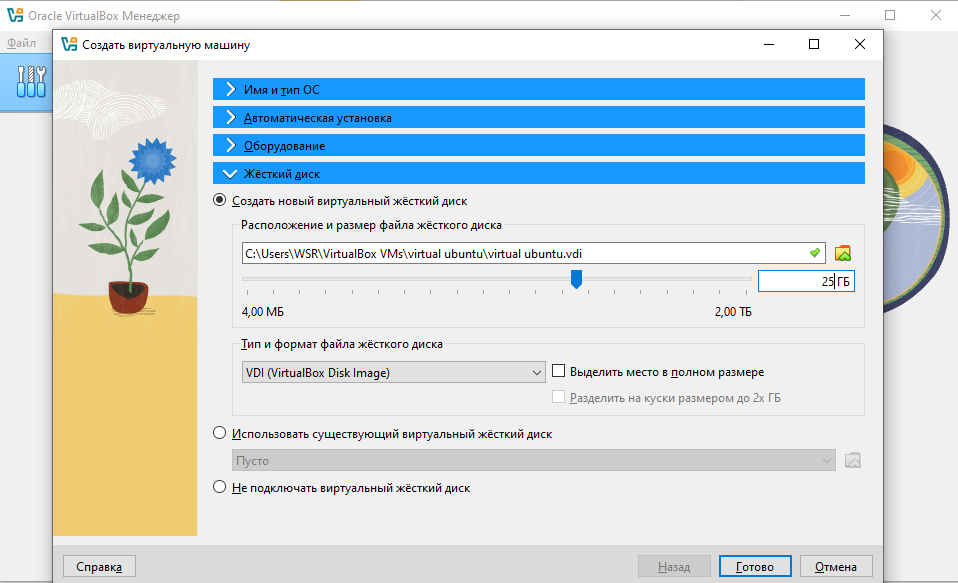 Oracle VirtualBox Менеджер
Файл
Создать виртуальную машину
Имя и тип ОС
Автоматическая установка
Оборудование
Жёсткий диск
Создать новый виртуальный жёсткий диск
Расположение и размер файла жёсткого диска
C:\Users\WSR\VirtualBox VMs\virtual ubuntu\virtual ubuntu.vdi
25 ГБ
4,00 МБ 2,00 ТБ
Тип и формат файла жёсткого диска
VDI (VirtualBox Disk Image) Выделить место в полном размере
Разделить на куски размером до 2х ГБ
Использовать существующий виртуальный жёсткий диск
Пусто
Не подключать виртуальный жёсткий диск
Справка Назад Готово Отмена